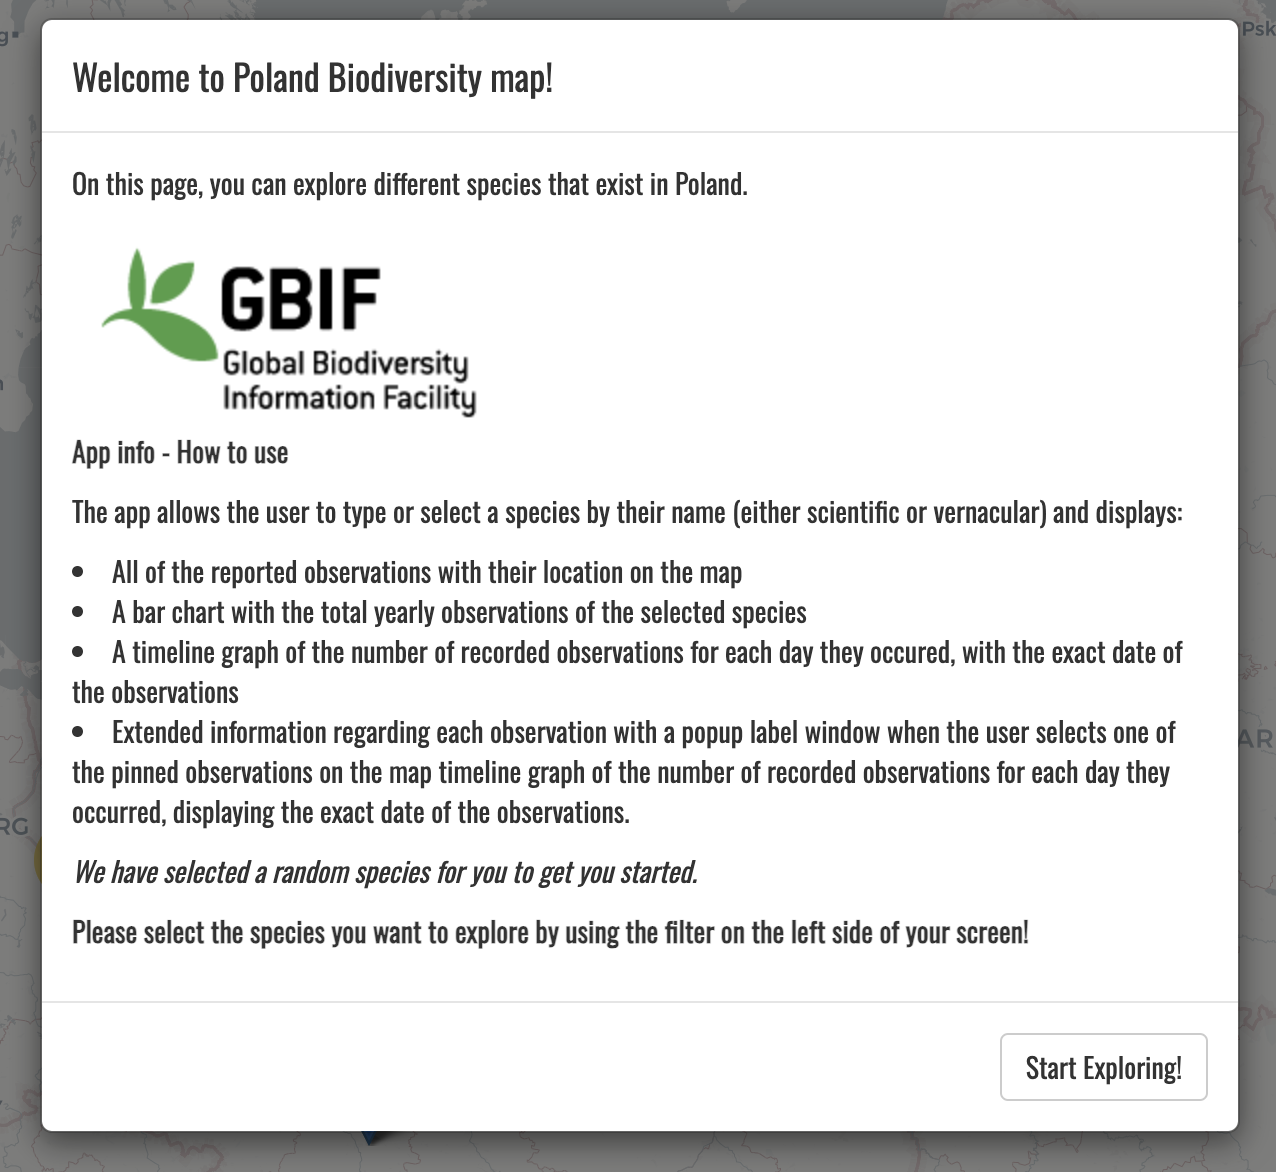 Welcome to Poland Biodiversity map!
On this page, you can explore different species that exist in Poland.
GBIF
Global Biodiversity
Information Facility
App info - How to use
The app allows the user to type or select a species by their name (either scientific or vernacular) and displays:
• All of the reported observations with their location on the map
• A bar chart with the total yearly observations of the selected species
• A timeline graph of the number of recorded observations for each day they occured, with the exact date of
the observations
• Extended information regarding each observation with a popup label window when the user selects one of
the pinned observations on the map timeline graph of the number of recorded observations for each day they
occurred, displaying the exact date of the observations.
We have selected a random species for you to get you started.
Please select the species you want to explore by using the filter on the left side of your screen!
Start Exploring!